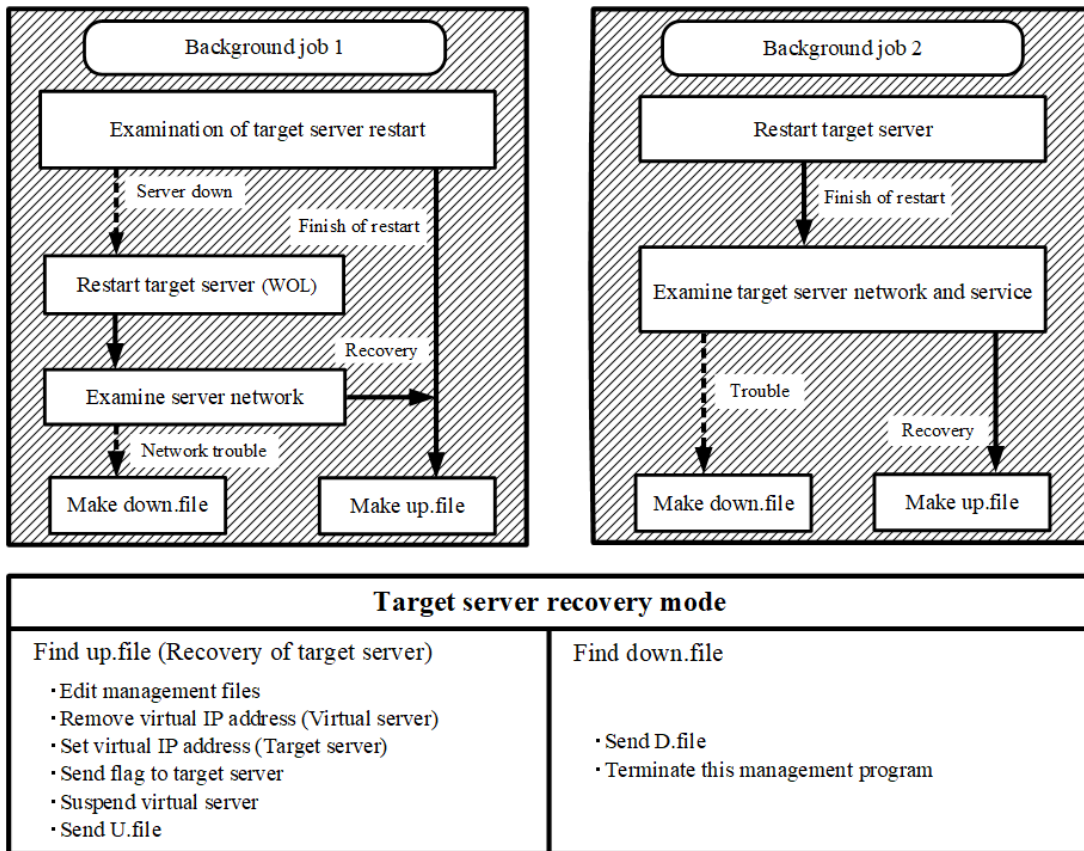 Background job 1
Examination of target server restart
Server down
Finish of restart
Restart target server (WOL)
Recovery
Examine server network
Network trouble
Make down.file
Make up.file
Background job 2
Restart target server
Finish of restart
Examine target server network and service
Trouble
Recovery
Make down.file
Make up.file
Target server recovery mode
Find up.file (Recovery of target server)
・Edit management files
・Remove virtual IP address (Virtual server)
・Set virtual IP address (Target server)
・Send flag to target server
・Suspend virtual server
・Send U.file
Find down.file
・Send D.file
・Terminate this management program